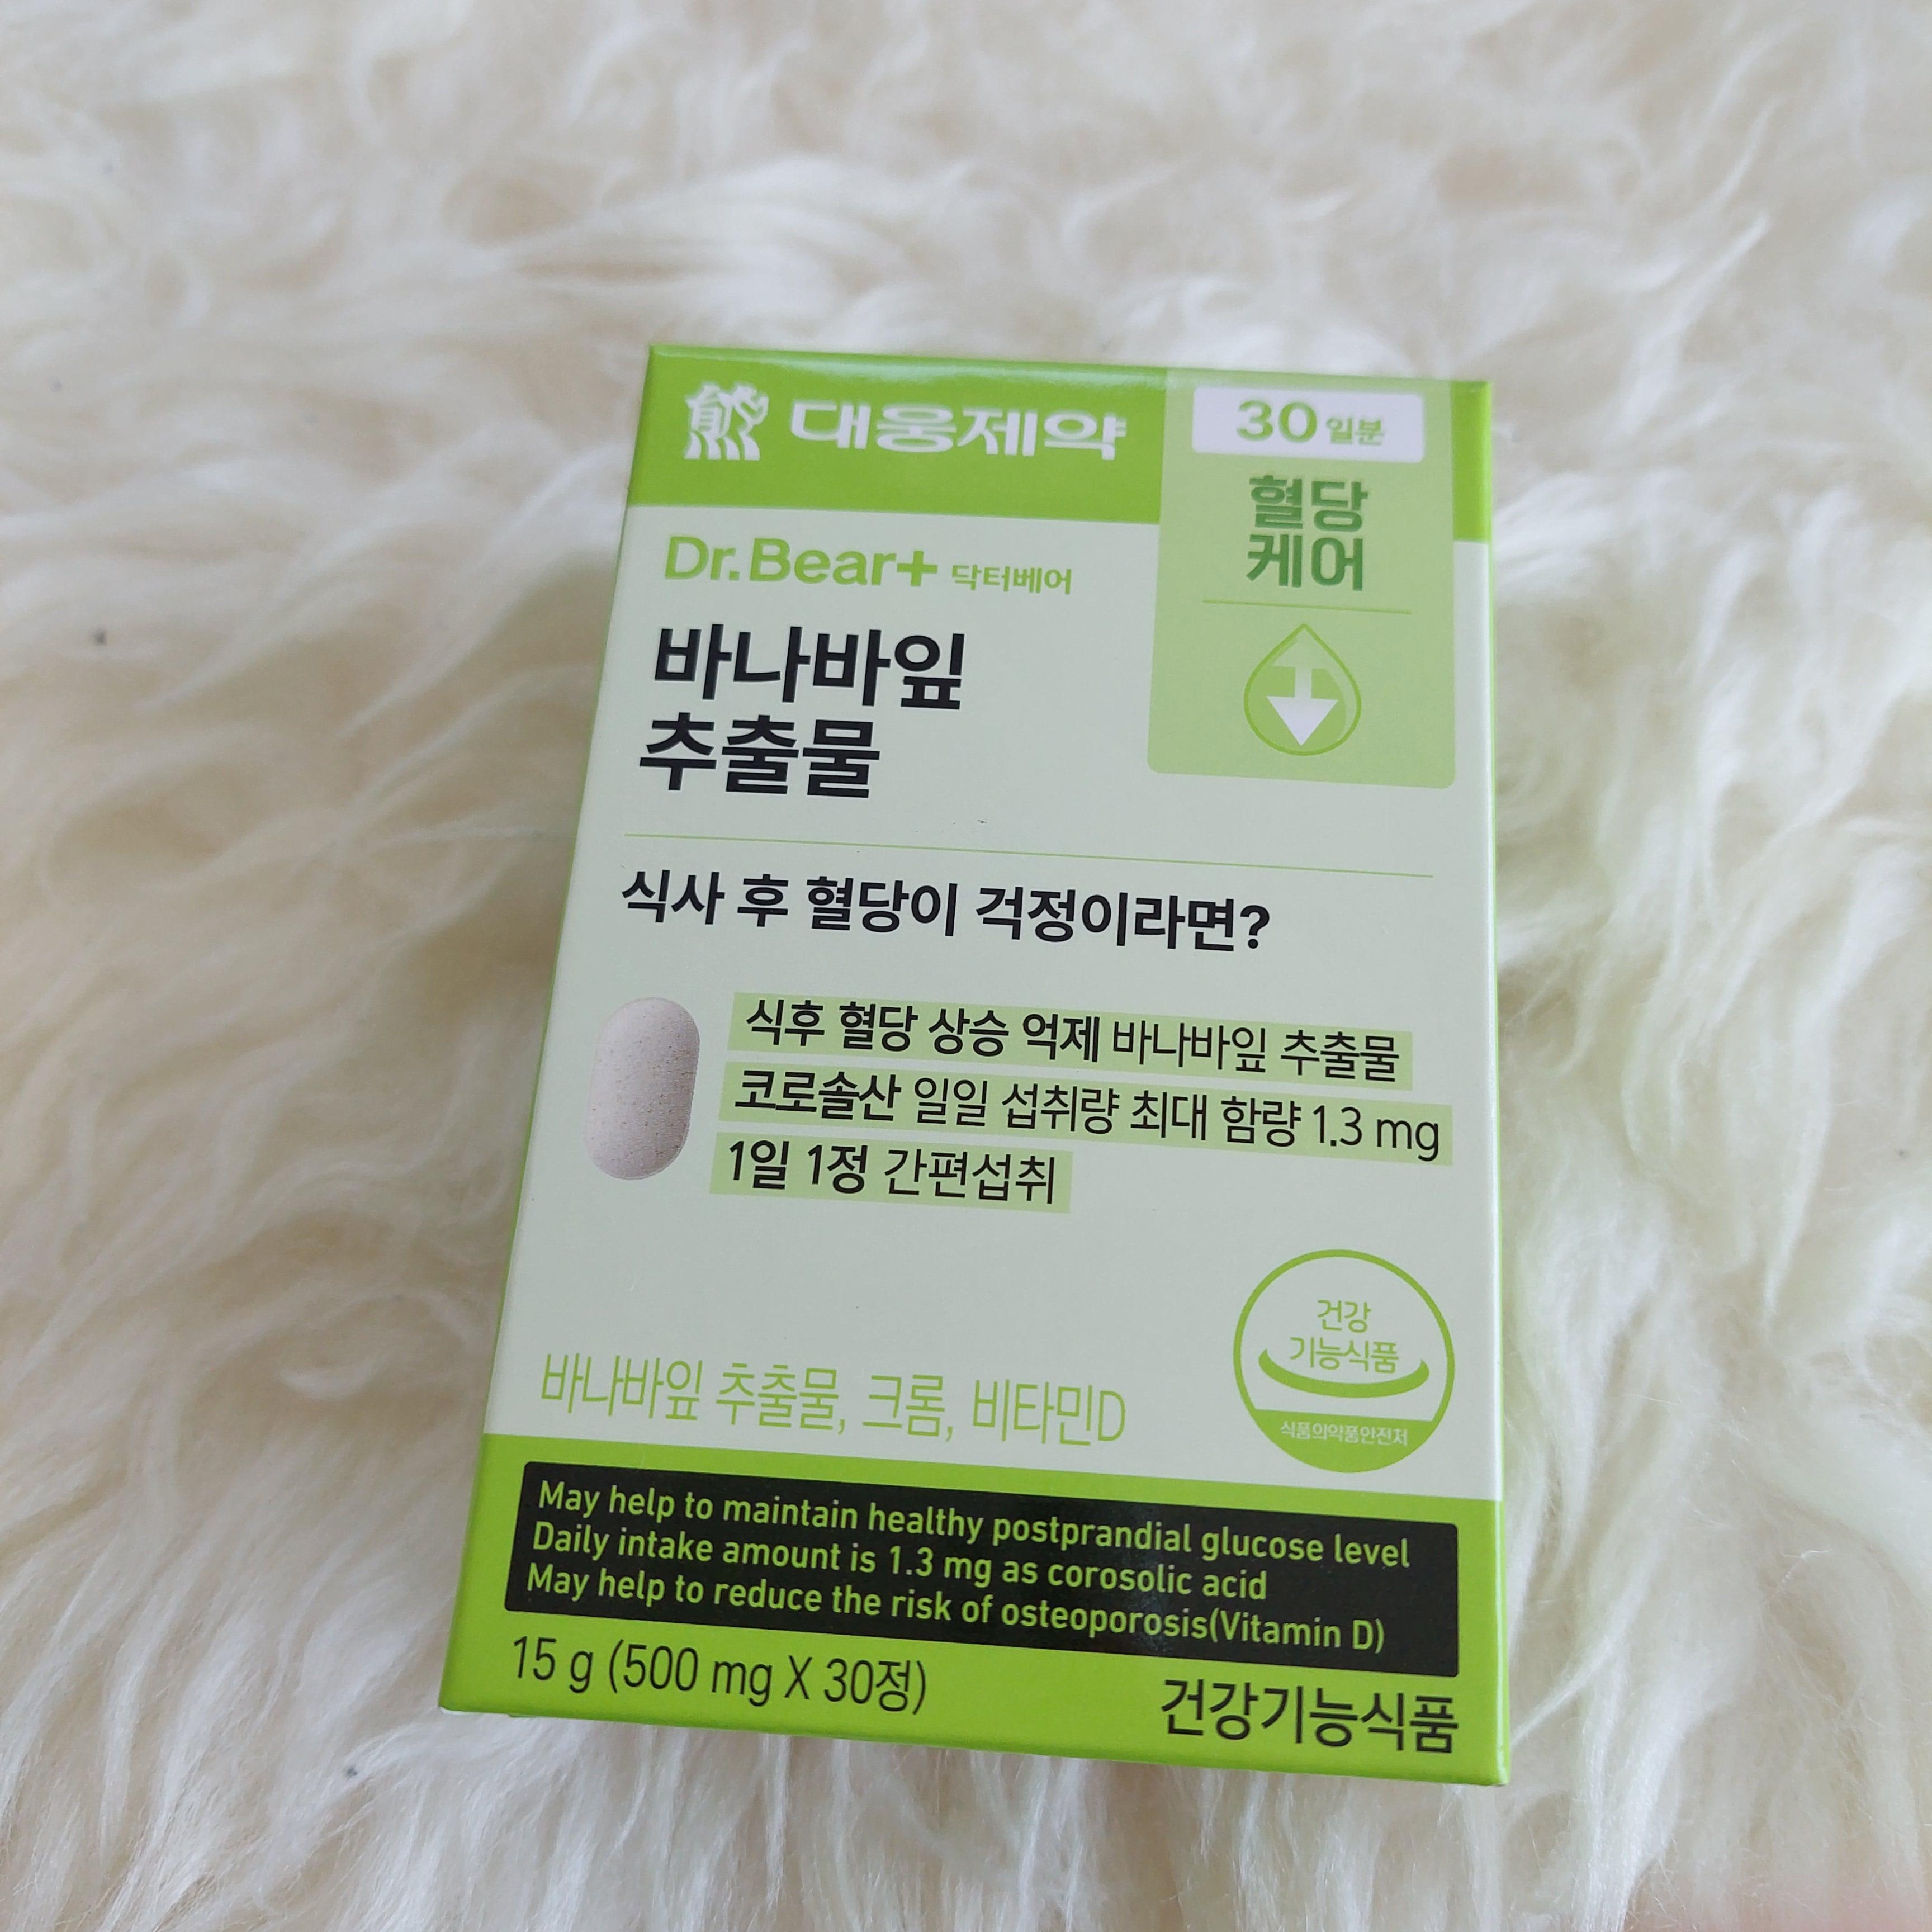 대웅제약
30일분
혈당
케어
Dr.Bear+ 닥터베어
바나바잎
추출물
식사 후 혈당이 걱정이라면?
식후 혈당 상승 억제 바나바잎 추출물
코로솔산 일일 섭취량 최대 함량 1.3 mg
1일 1정 간편섭취
건강
기능식품
식품의약품안전처
바나바잎 추출물, 크롬, 비타민D
May help to maintain healthy postprandial glucose level
Daily intake amount is 1.3 mg as corosolic acid
May help to reduce the risk of osteoporosis(Vitamin D)
15 g (500 mg X 30정)
건강기능식품